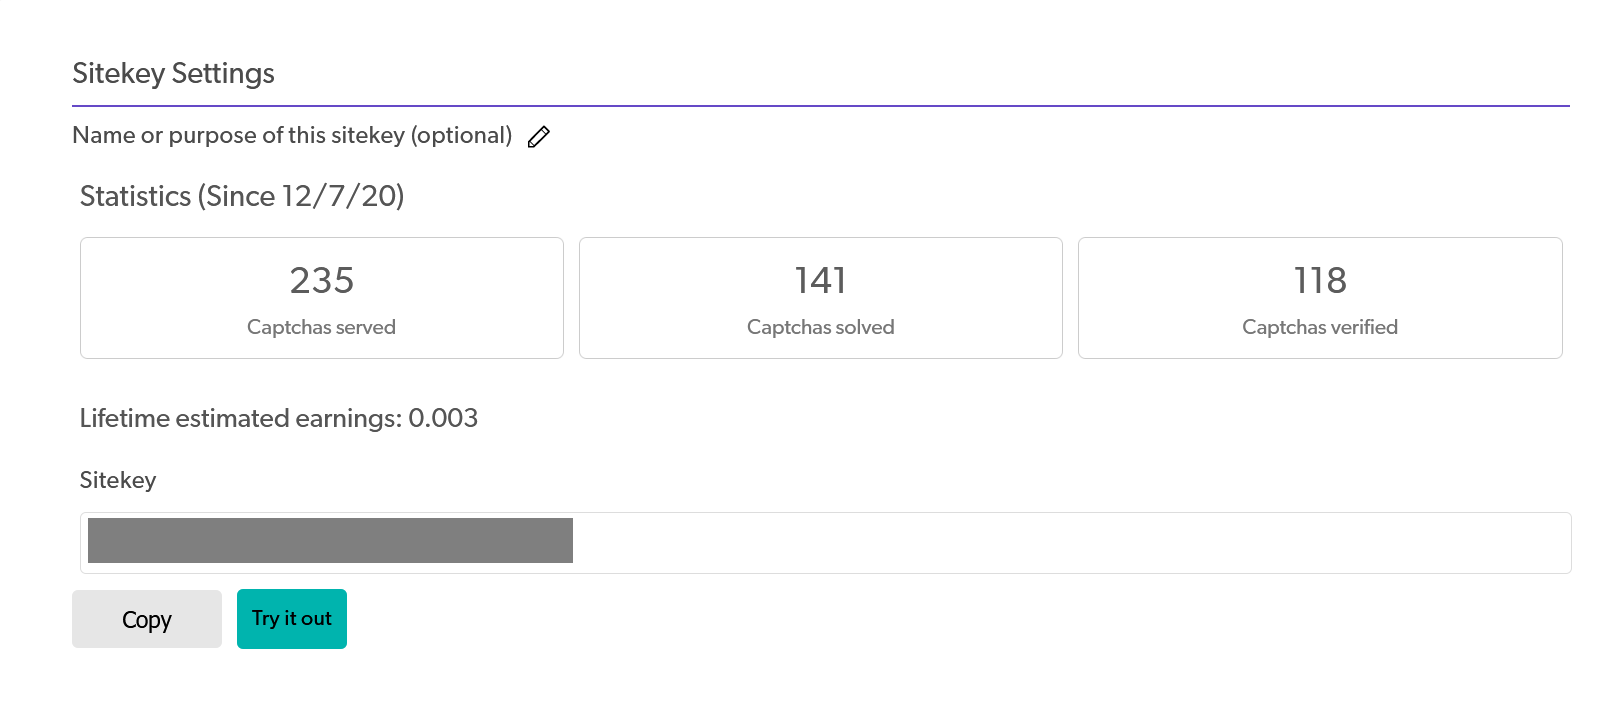 Sitekey Settings
Name or purpose of this sitekey (optional)
Statistics (Since 12/7/20)
235
Captchas served
141
Captchas solved
118
Captchas verified
Lifetime estimated earnings: 0.003
Sitekey
Copy
Try it out